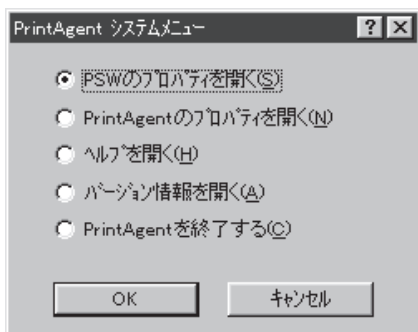 PrintAgent システムメニュー
PSWのプロパティを開く(S)
PrintAgentのプロパティを開く(N)
ヘルプを開く(H)
バージョン情報を開く(A)
PrintAgentを終了する(C)
OK キャンセル